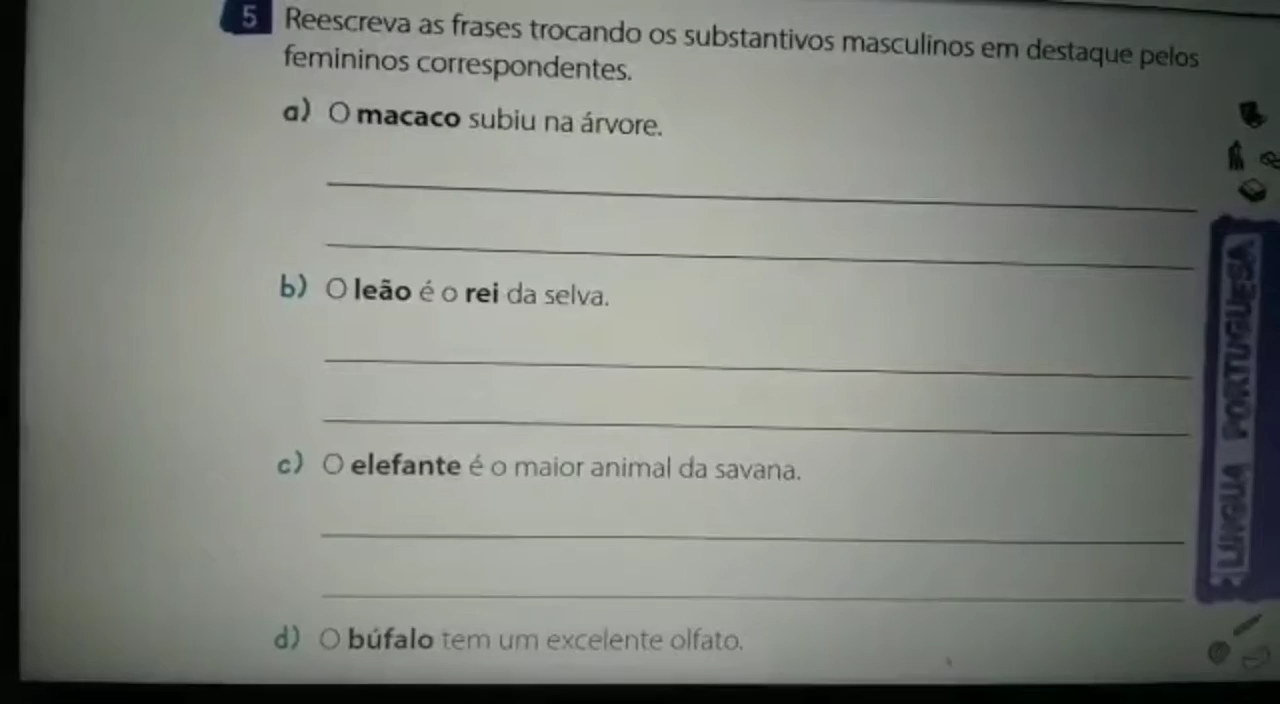 5 Reescreva as frases trocando os substantivos masculinos em destaque pelos
femininos correspondentes.
a) O macaco subiu na árvore.
b) O leão é o rei da selva.
c) O elefante é o maior animal da savana.
d) O búfalo tem um excelente olfato.
LÍNGUA PORTUGUESA